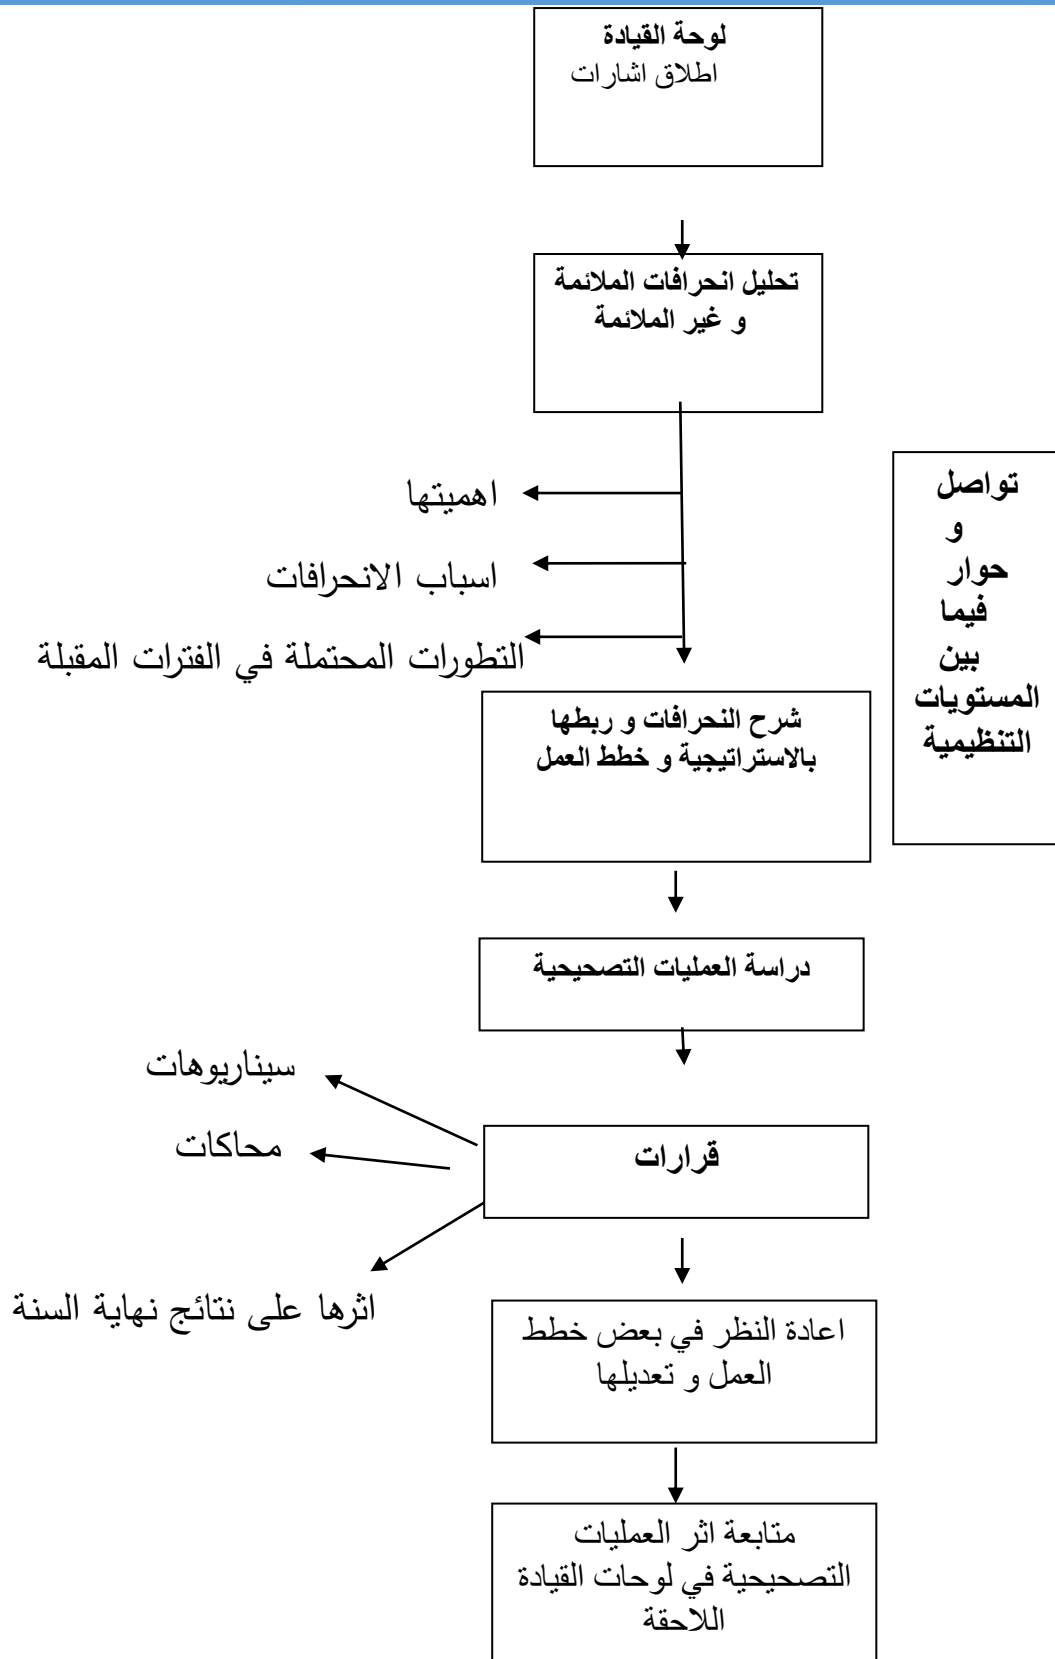 لوحة القيادة
اطلاق اشارات
تحليل انحرافات الملائمة
و غير الملائمة
اهميتها
اسباب الانحرافات
التطورات المحتملة في الفترات المقبلة
تواصل
و
حوار
فيما
بين
المستويات
التنظيمية
شرح النحرافات و ربطها
بالاستراتيجية و خطط العمل
دراسة العمليات التصحيحية
سيناريوهات
محاكات
قرارات
اثرها على نتائج نهاية السنة
اعادة النظر في بعض خطط
العمل و تعديلها
متابعة اثر العمليات
التصحيحية في لوحات القيادة
اللاحقة